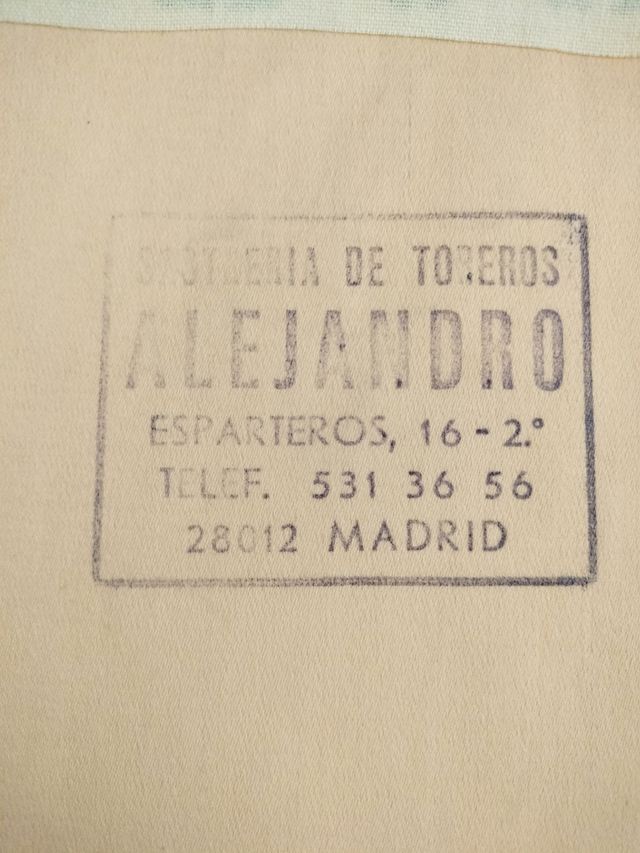 SASTRERIA DE TOREROS
ALEJANDRO
ESPARTEROS, 16 - 2.º
TELEF. 531 36 56
28012 MADRID